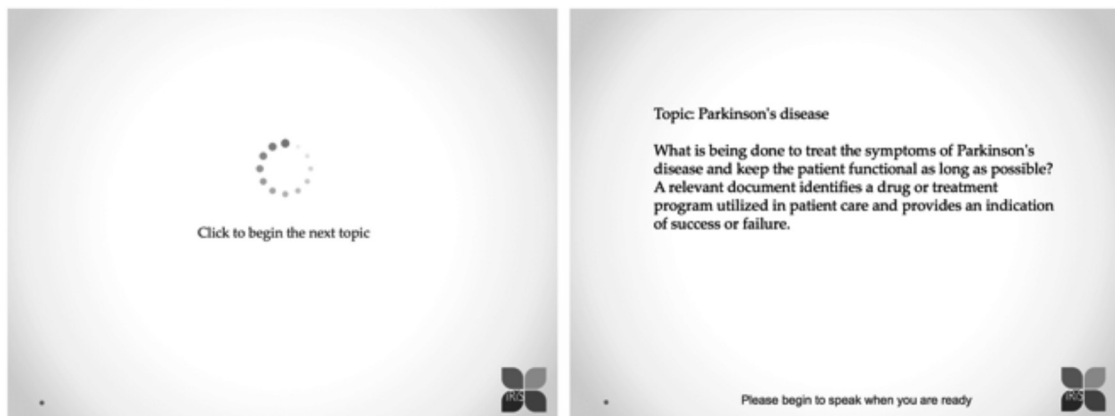 Click to begin the next topic
Topic: Parkinson's disease
What is being done to treat the symptoms of Parkinson's
disease and keep the patient functional as long as possible?
A relevant document identifies a drug or treatment
program utilized in patient care and provides an indication
of success or failure.
Please begin to speak when you are ready